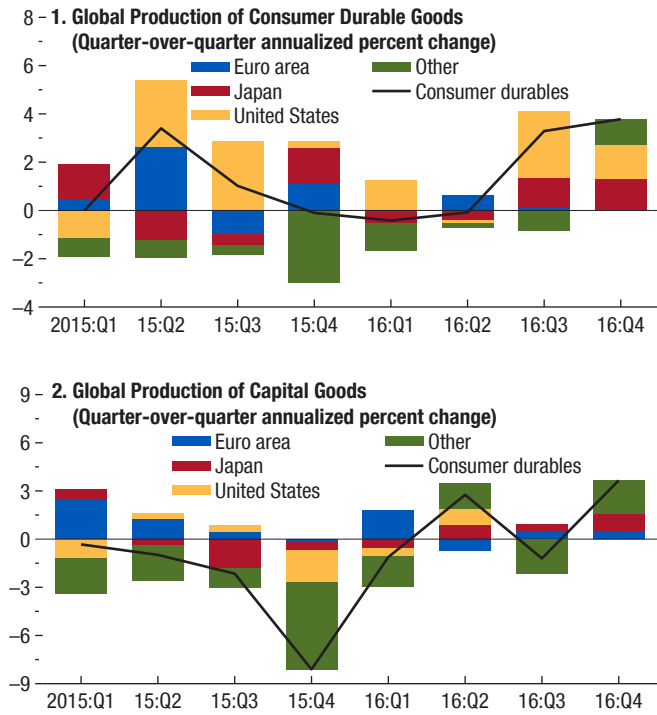 1. Global Production of Consumer Durable Goods
(Quarter-over-quarter annualized percent change)
Euro area
Other
Japan
Consumer durables
United States
8
6
4
2
0
–2
–4
2015:Q1 15:Q2 15:Q3 15:Q4 16:Q1 16:Q2 16:Q3 16:Q4
2. Global Production of Capital Goods
(Quarter-over-quarter annualized percent change)
Euro area
Other
Japan
Consumer durables
United States
9
6
3
0
–3
–6
–9
2015:Q1 15:Q2 15:Q3 15:Q4 16:Q1 16:Q2 16:Q3 16:Q4